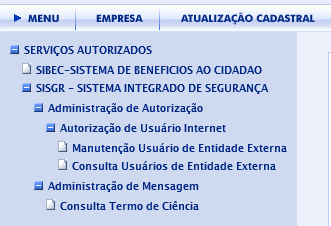 MENU EMPRESA ATUALIZAÇÃO CADASTRAL
SERVIÇOS AUTORIZADOS
SIBEC-SISTEMA DE BENEFICIOS AO CIDADAO
SISGR - SISTEMA INTEGRADO DE SEGURANÇA
Administração de Autorização
Autorização de Usuário Internet
Manutenção Usuário de Entidade Externa
Consulta Usuários de Entidade Externa
Administração de Mensagem
Consulta Termo de Ciência